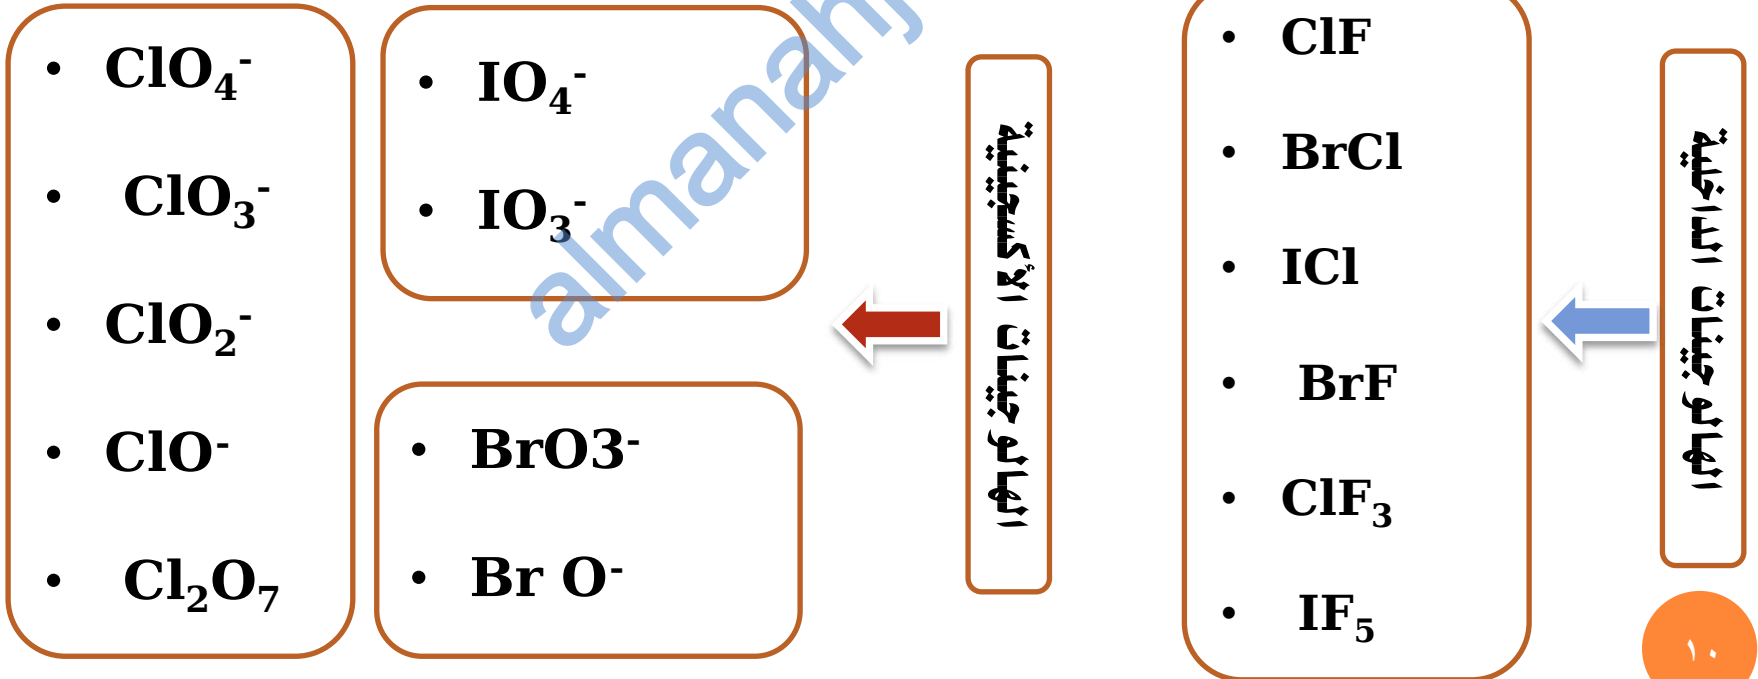 الهالوجينات الداخلية
ClF
BrCl
ICl
BrF
ClF₃
IF₅
الهالوجينات الأكسجينية
IO₄⁻
IO₃⁻
BrO3⁻
Br O⁻
ClO₄⁻
ClO₃⁻
ClO₂⁻
ClO⁻
Cl₂O₇
almanahj
١٠